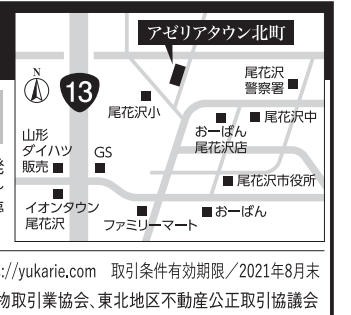 アゼリアタウン北町
N
13
尾花沢小
尾花沢
警察署
おーばん
尾花沢店
尾花沢中
山形
ダイハツ
販売
GS
尾花沢市役所
イオンタウン
尾花沢
ファミリーマート
おーばん
://yukarie.com 取引条件有効期限／2021年8月末
物取引業協会、東北地区不動産公正取引協議会